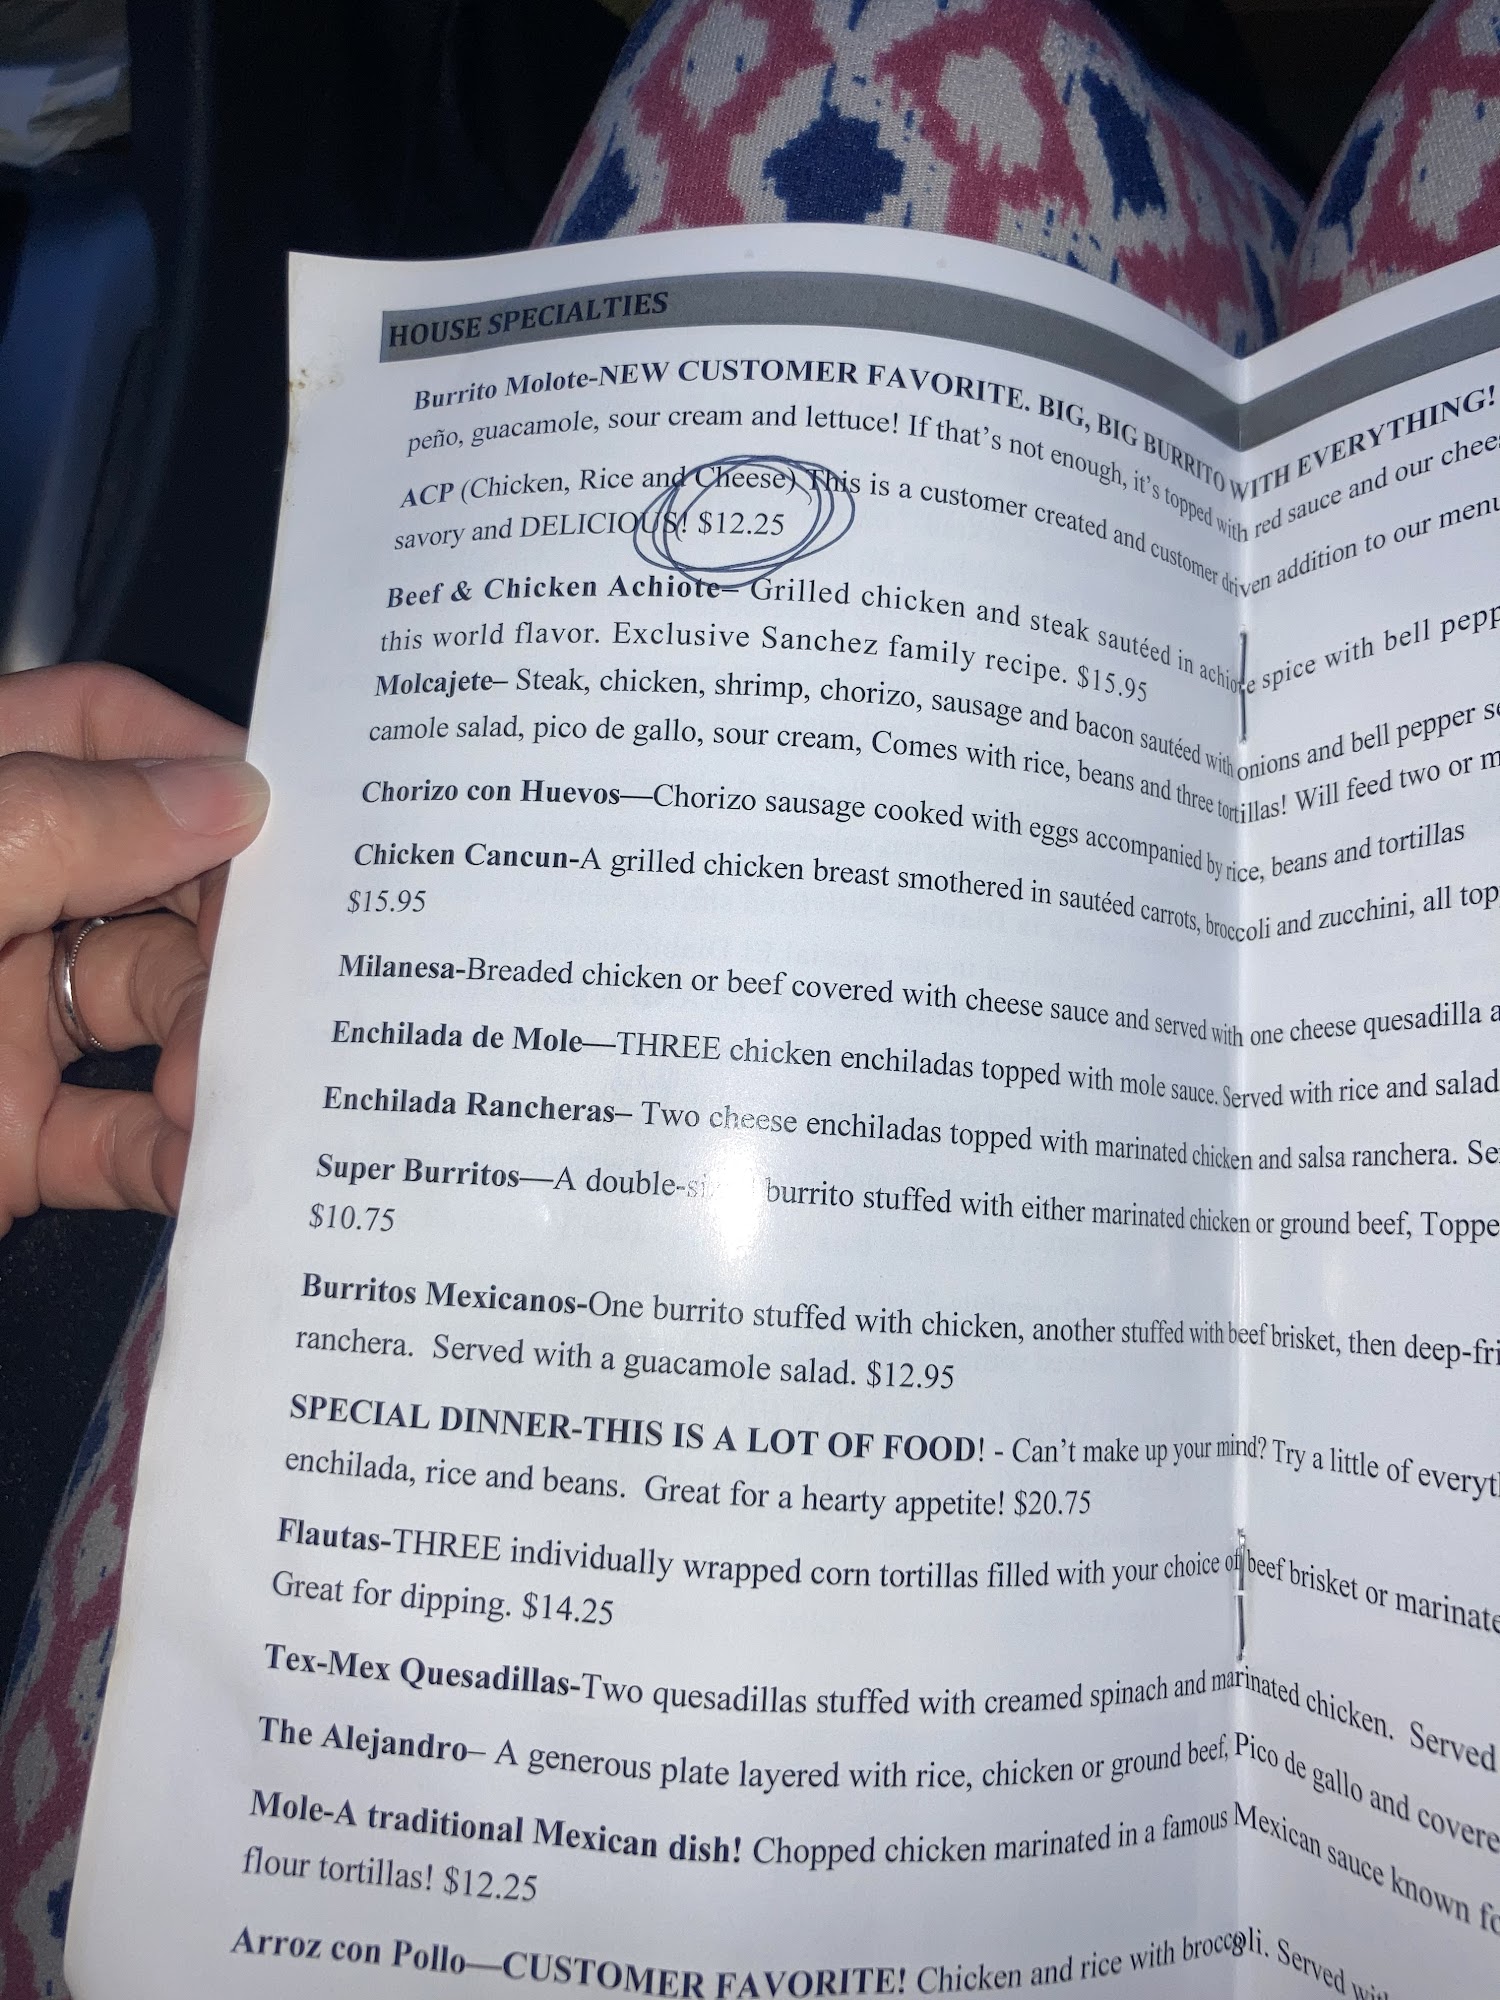 HOUSE SPECIALTIES
Burrito Molote-NEW CUSTOMER FAVORITE. BIG, BIG BURRITO WITH EVERYTHING!
peño, guacamole, sour cream and lettuce! If that's not enough, it's topped with red sauce and our chee
ACP (Chicken, Rice and Cheese) This is a customer created and customer driven addition to our menu
savory and DELICIOUS! $12.25
Beef & Chicken Achiote– Grilled chicken and steak sautéed in achiote spice with bell pepp
this world flavor. Exclusive Sanchez family recipe. $15.95
Molcajete– Steak, chicken, shrimp, chorizo, sausage and bacon sautéed with onions and bell pepper s
camole salad, pico de gallo, sour cream, Comes with rice, beans and three tortillas! Will feed two or m
Chorizo con Huevos—Chorizo sausage cooked with eggs accompanied by rice, beans and tortillas
Chicken Cancun-A grilled chicken breast smothered in sautéed carrots, broccoli and zucchini, all top
$15.95
Milanesa-Breaded chicken or beef covered with cheese sauce and served with one cheese quesadilla a
Enchilada de Mole—THREE chicken enchiladas topped with mole sauce. Served with rice and salad
Enchilada Rancheras– Two cheese enchiladas topped with marinated chicken and salsa ranchera. Se
Super Burritos—A double- burrito stuffed with either marinated chicken or ground beef, Toppe
$10.75
Burritos Mexicanos-One burrito stuffed with chicken, another stuffed with beef brisket, then deep-fri
ranchera. Served with a guacamole salad. $12.95
SPECIAL DINNER-THIS IS A LOT OF FOOD! - Can't make up your mind? Try a little of everyt
enchilada, rice and beans. Great for a hearty appetite! $20.75
Flautas-THREE individually wrapped corn tortillas filled with your choice of beef brisket or marinate
Great for dipping. $14.25
Tex-Mex Quesadillas-Two quesadillas stuffed with creamed spinach and marinated chicken. Served
The Alejandro– A generous plate layered with rice, chicken or ground beef, Pico de gallo and covere
Mole-A traditional Mexican dish! Chopped chicken marinated in a famous Mexican sauce known fo
flour tortillas! $12.25
Arroz con Pollo—CUSTOMER FAVORITE! Chicken and rice with broccoli. Served wi